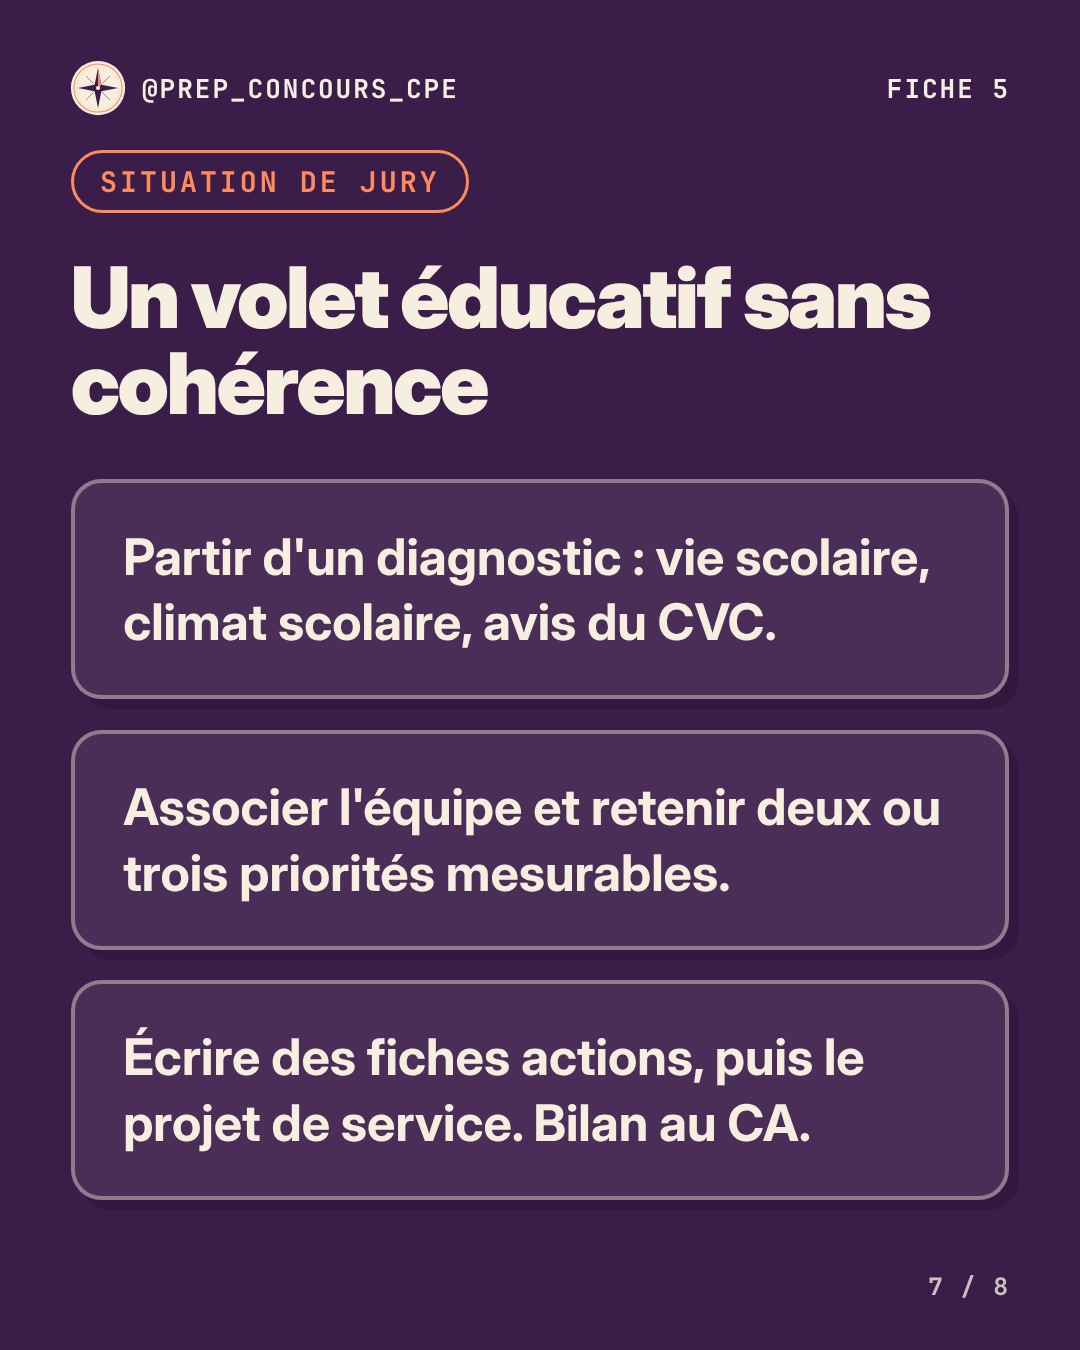 @PREP_CONCOURS_CPE
FICHE 5
SITUATION DE JURY
Un volet éducatif sans
cohérence
Partir d'un diagnostic : vie scolaire,
climat scolaire, avis du CVC.
Associer l'équipe et retenir deux ou
trois priorités mesurables.
Écrire des fiches actions, puis le
projet de service. Bilan au CA.
7 / 8